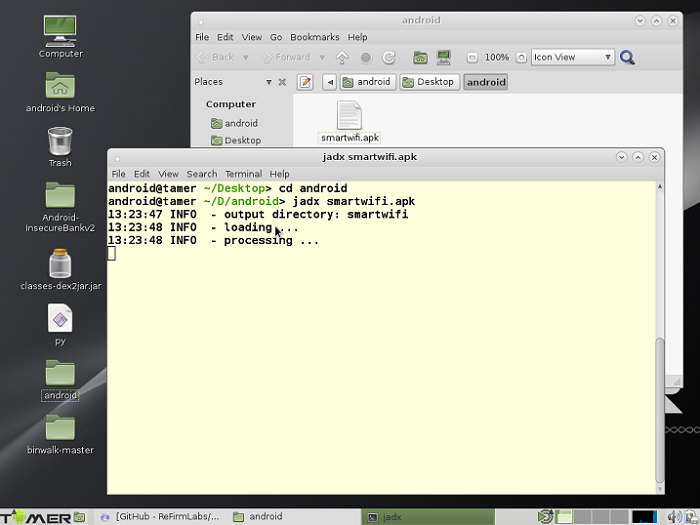 android
File Edit View Go Bookmarks Help
Back Forward 100% Icon View
Places android Desktop android
Computer
android
Desktop
smartwifi.apk
Computer
android's Home
Trash
Android-
InsecureBankv2
classes-dex2jar.jar
py
android
binwalk-master
jadx smartwifi.apk
File Edit View Search Terminal Help
android@tamer ~/Desktop> cd android
android@tamer ~/D/android> jadx smartwifi.apk
13:23:47 INFO - output directory: smartwifi
13:23:48 INFO - loading ...
13:23:48 INFO - processing ...
TAMER [GitHub - ReFirmLabs/... android jadx